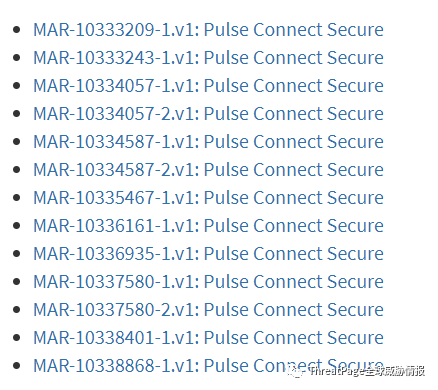 MAR-10333209-1.v1: Pulse Connect Secure
MAR-10333243-1.v1: Pulse Connect Secure
MAR-10334057-1.v1: Pulse Connect Secure
MAR-10334057-2.v1: Pulse Connect Secure
MAR-10334587-1.v1: Pulse Connect Secure
MAR-10334587-2.v1: Pulse Connect Secure
MAR-10335467-1.v1: Pulse Connect Secure
MAR-10336161-1.v1: Pulse Connect Secure
MAR-10336935-1.v1: Pulse Connect Secure
MAR-10337580-1.v1: Pulse Connect Secure
MAR-10337580-2.v1: Pulse Connect Secure
MAR-10338401-1.v1: Pulse Connect Secure
MAR-10338868-1.v1: Pulse Connect Secure
ThreatPage全球威胁情报